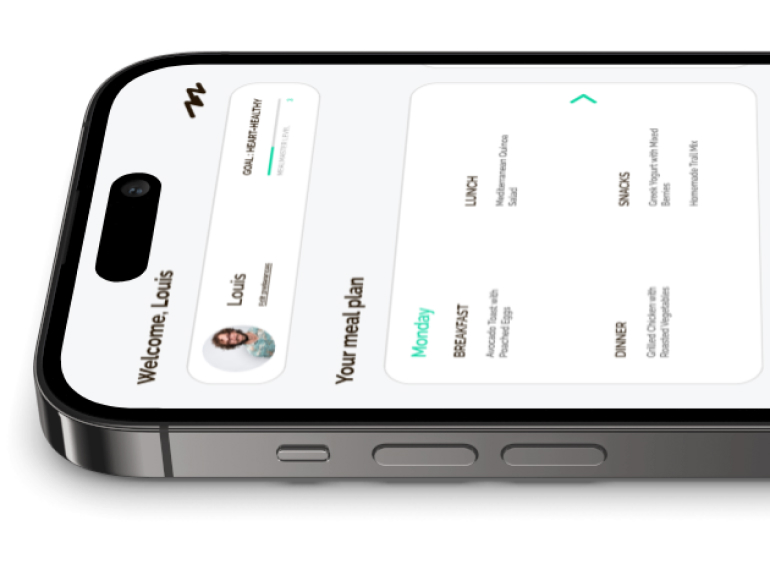 Welcome, Louis
Louis
Edit preferences
GOAL: HEART-HEALTHY
Your meal plan
Monday
BREAKFAST
Avocado Toast with
Poached Eggs
LUNCH
Mediterranean Quinoa
Salad
DINNER
Grilled Chicken with
Roasted Vegetables
SNACKS
Greek Yogurt with Mixed
Berries
Homemade Trail Mix